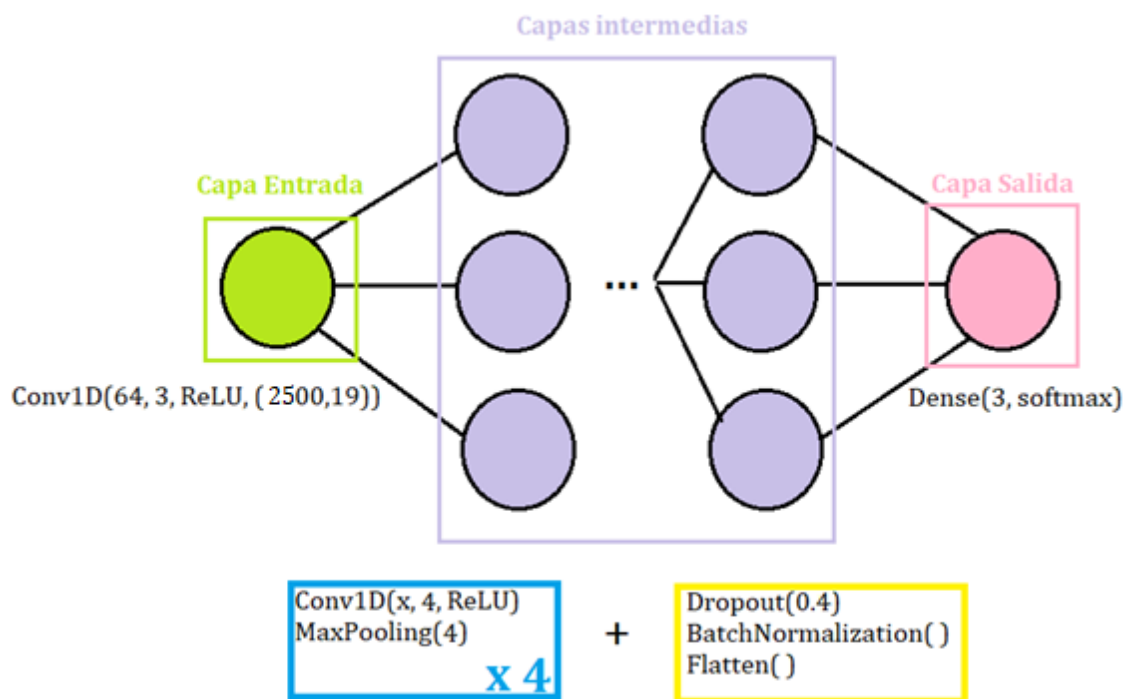 Capas intermedias
Capa Entrada
Capa Salida
...
Conv1D(64, 3, ReLU, (2500,19))
Dense(3, softmax)
Conv1D(x, 4, ReLU)
MaxPooling(4)
x 4
+
Dropout(0.4)
BatchNormalization( )
Flatten( )